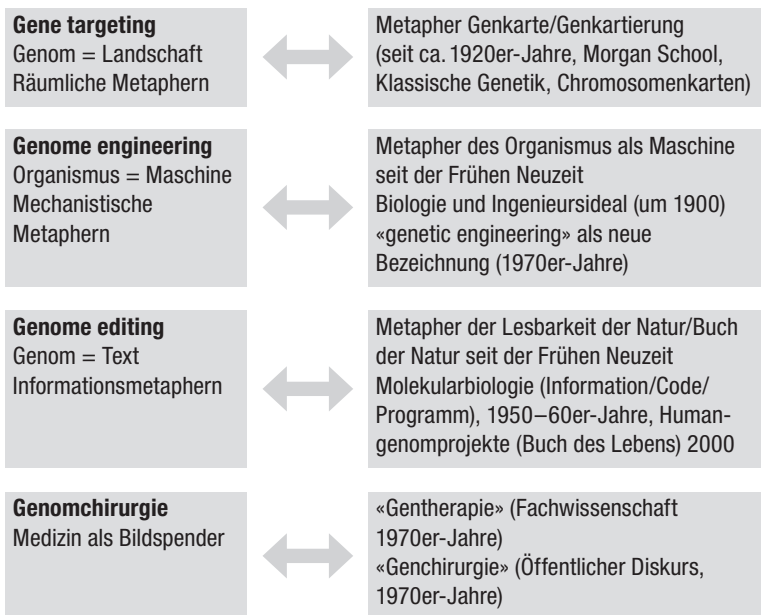 Gene targeting
Genom = Landschaft
Räumliche Metaphern
Metapher Genkarte/Genkartierung
(seit ca. 1920er-Jahre, Morgan School,
Klassische Genetik, Chromosomenkarten)
Genome engineering
Organismus = Maschine
Mechanistische
Metaphern
Metapher des Organismus als Maschine
seit der Frühen Neuzeit
Biologie und Ingenieursideal (um 1900)
«genetic engineering» als neue
Bezeichnung (1970er-Jahre)
Genome editing
Genom = Text
Informationsmetaphern
Metapher der Lesbarkeit der Natur/Buch
der Natur seit der Frühen Neuzeit
Molekularbiologie (Information/Code/
Programm), 1950–60er-Jahre, Human-
genomprojekte (Buch des Lebens) 2000
Genomchirurgie
Medizin als Bildspender
«Gentherapie» (Fachwissenschaft
1970er-Jahre)
«Genchirurgie» (Öffentlicher Diskurs,
1970er-Jahre)